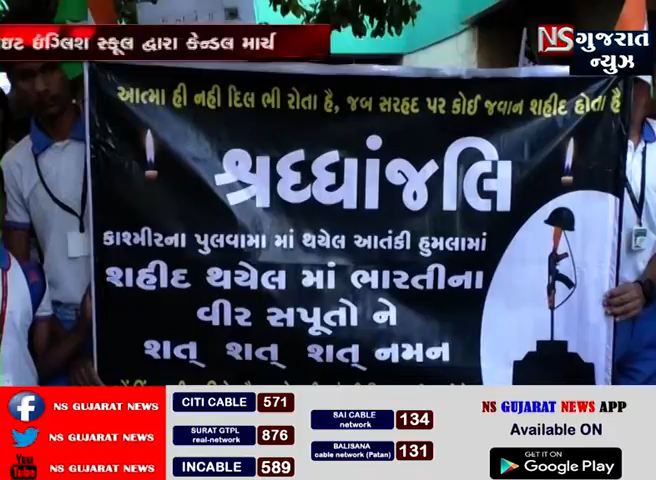 ઇટ ઇંગ્લિશ સ્કૂલ દ્વારા કેન્ડલ માર્ચ
NS ગુજરાત
ન્યુઝ
આત્મા હી નહી દિલ ભી રોતા હૈ, જબ સરહદ પર કોઈ જવાન શહીદ હોતા હૈ
શ્રધ્ધાંજલિ
કાશ્મીરના પુલવામા માં થયેલ આતંકી હુમલામાં
શહીદ થયેલ માં ભારતીના
વીર સપૂતો ને
શત્ શત્ શત્ નમન
NS GUJARAT NEWS
NS GUJARAT NEWS
You Tube NS GUJARAT NEWS
CITI CABLE 571
SURAT GTPL real-network 876
INCABLE 589
SAI CABLE network 134
BALISANA cable network (Patan) 131
NS GUJARAT NEWS APP
Available ON
GET IT ON
Google Play